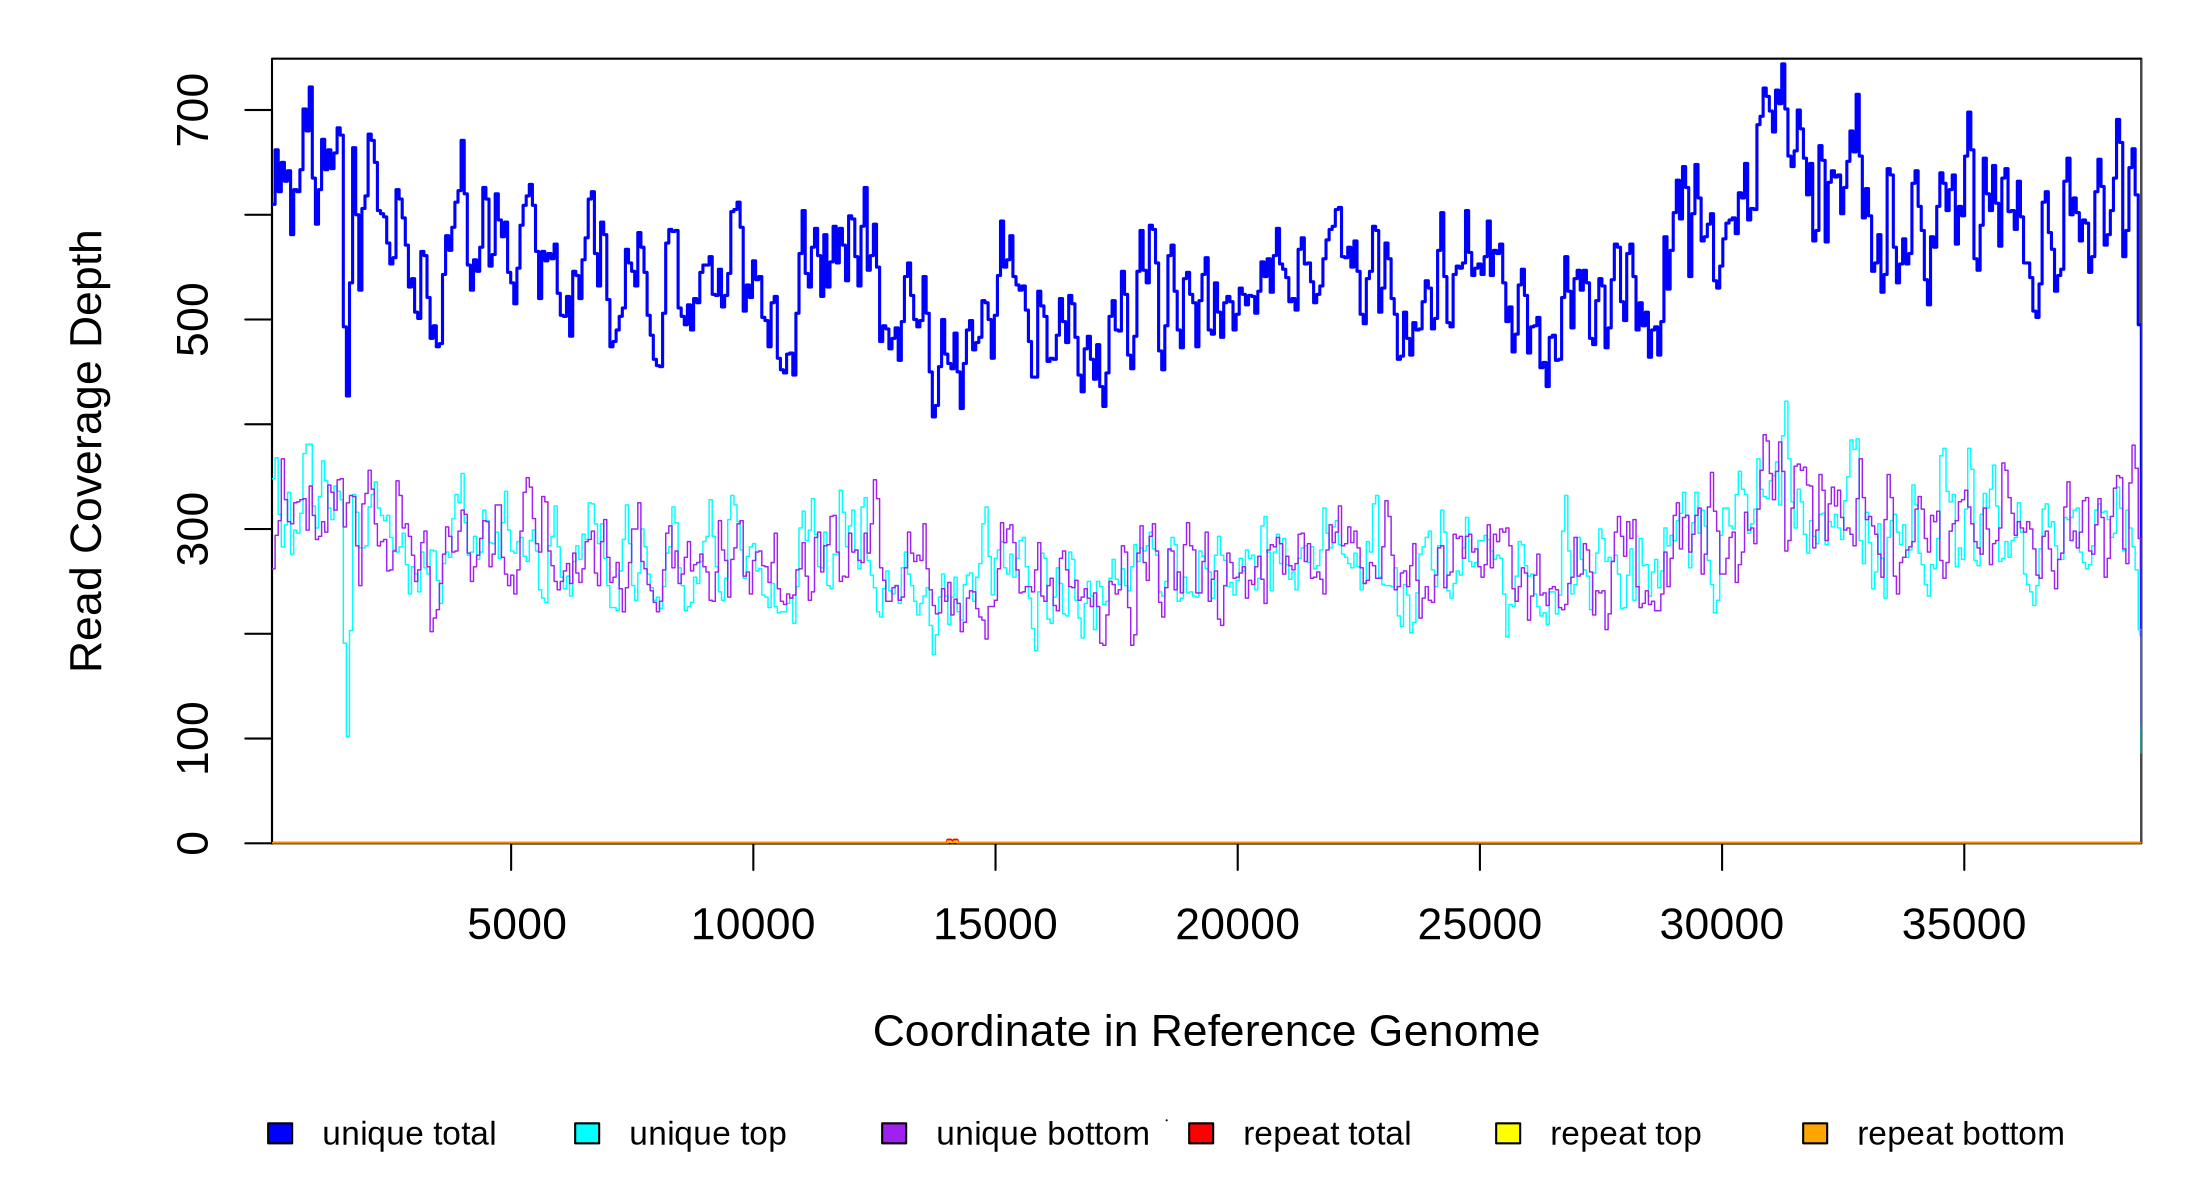 700
500
300
100
0
Read Coverage Depth
5000 10000 15000 20000 25000 30000 35000
Coordinate in Reference Genome
unique total unique top unique bottom repeat total repeat top repeat bottom